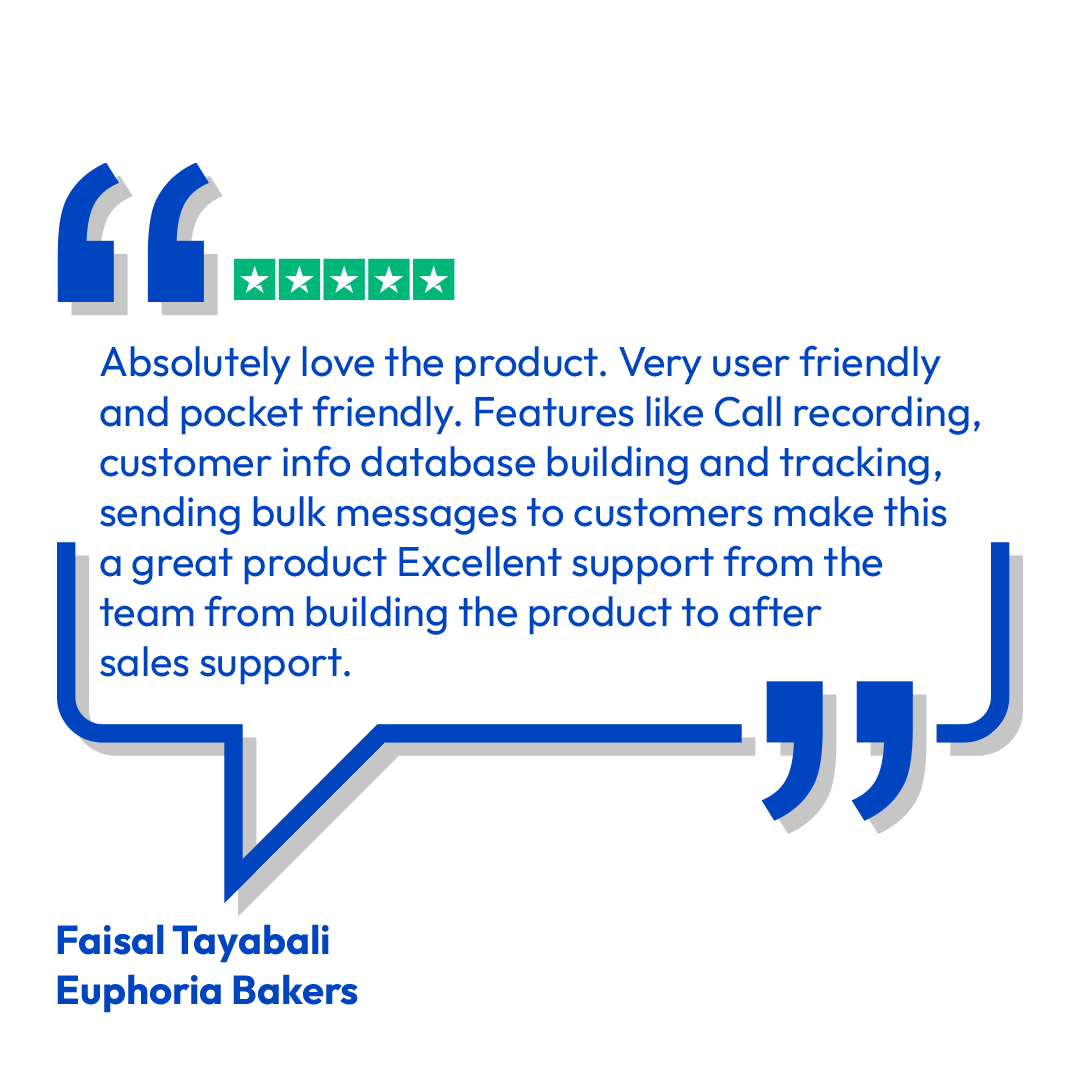 Absolutely love the product. Very user friendly
and pocket friendly. Features like Call recording,
customer info database building and tracking,
sending bulk messages to customers make this
a great product Excellent support from the
team from building the product to after
sales support.
Faisal Tayabali
Euphoria Bakers